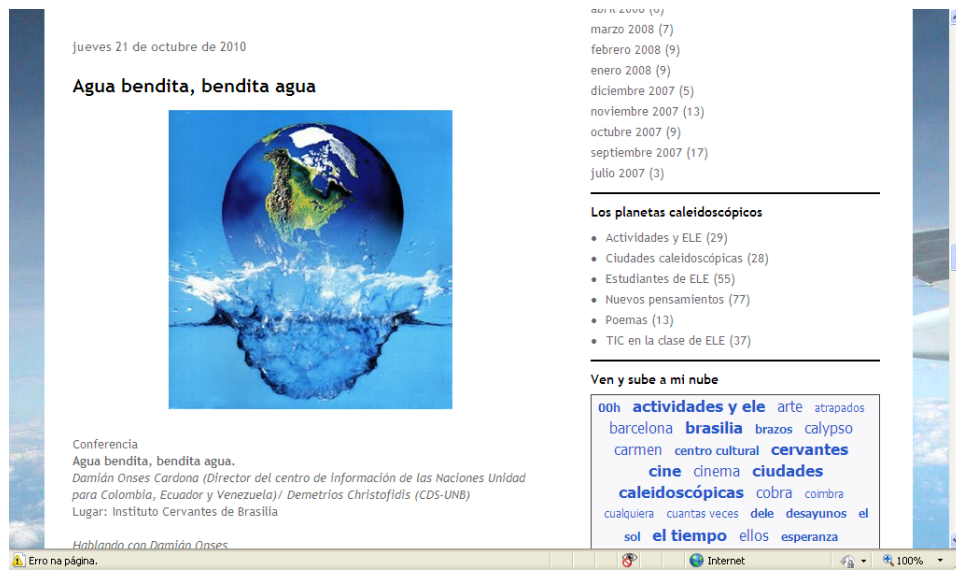 jueves 21 de octubre de 2010
Agua bendita, bendita agua
Conferencia
Agua bendita, bendita agua.
Damián Onses Cardona (Director del centro de información de las Naciones Unidad
para Colombia, Ecuador y Venezuela)/ Demetrios Christofidis (CDS-UNB)
Lugar: Instituto Cervantes de Brasilia
Hablando con Damián Onses
abril 2008 (6)
marzo 2008 (7)
febrero 2008 (9)
enero 2008 (9)
diciembre 2007 (5)
noviembre 2007 (13)
octubre 2007 (9)
septiembre 2007 (17)
julio 2007 (3)
Los planetas caleidoscópicos
Actividades y ELE (29)
Ciudades caleidoscópicas (28)
Estudiantes de ELE (55)
Nuevos pensamientos (77)
Poemas (13)
TIC en la clase de ELE (37)
Ven y sube a mi nube
00h actividades y ele arte atrapados
barcelona brasilia brazos calypso
carmen centro cultural cervantes
cine cinema ciudades
caleidoscópicas cobra coimbra
cualquiera cuantas veces dele desayunos el
sol el tiempo ellos esperanza
Erro na página.
Internet
100%